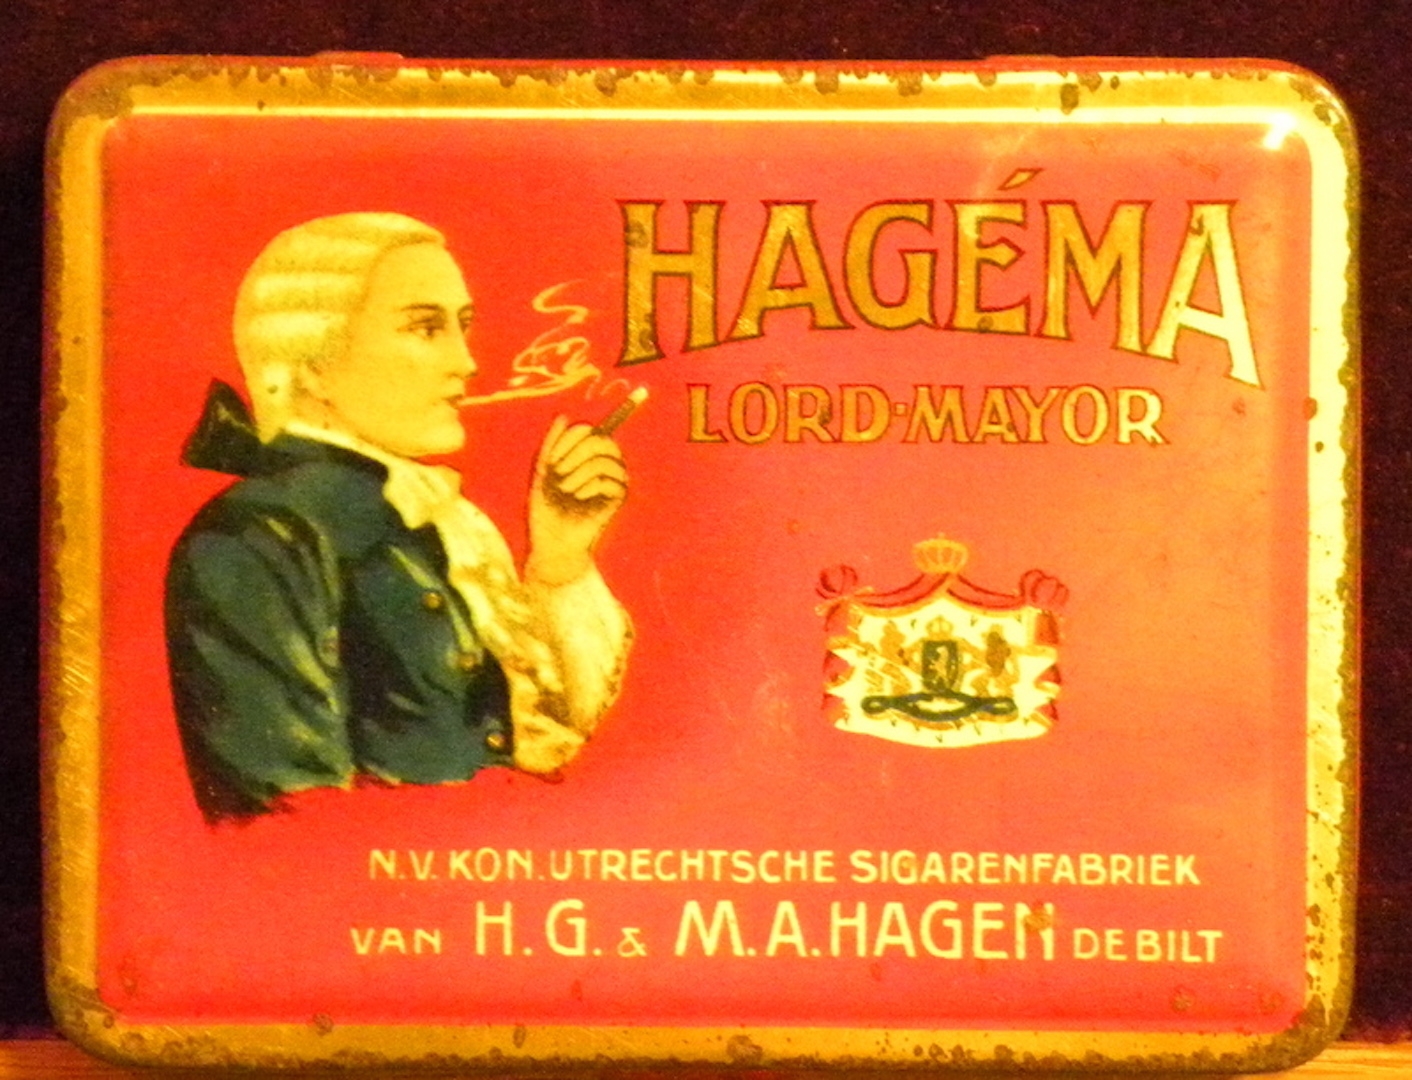 HAGÉMA
LORD-MAYOR
N.V. KON. UTRECHTSCHE SIGARENFABRIEK
VAN H.G. & M.A. HAGEN DE BILT